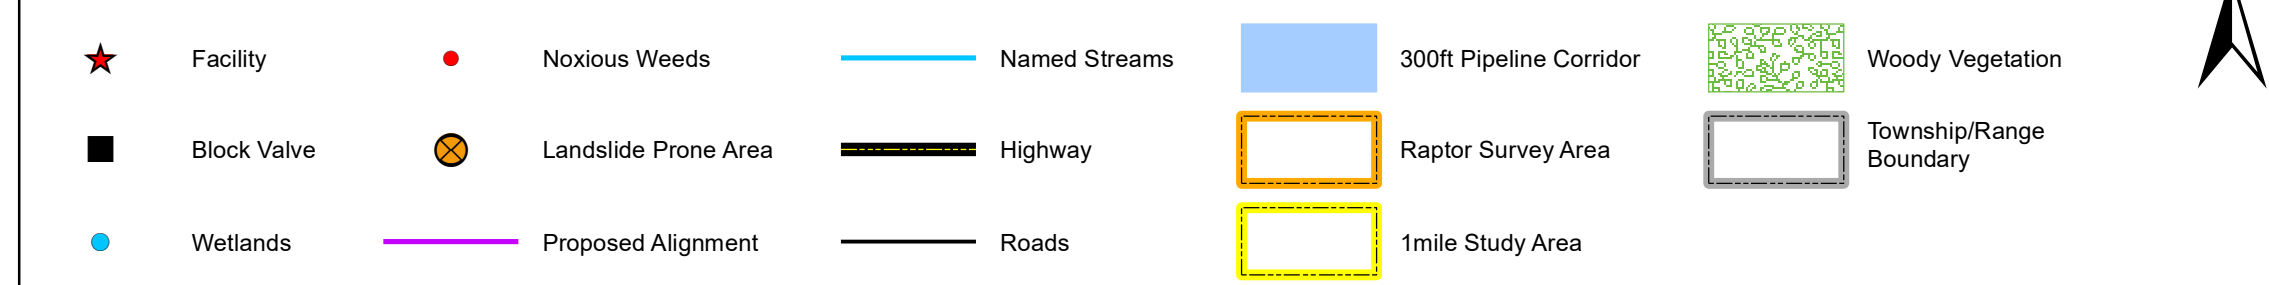 Facility
Noxious Weeds
Named Streams
300ft Pipeline Corridor
Woody Vegetation
Block Valve
Landslide Prone Area
Highway
Raptor Survey Area
Township/Range
Boundary
Wetlands
Proposed Alignment
Roads
1mile Study Area